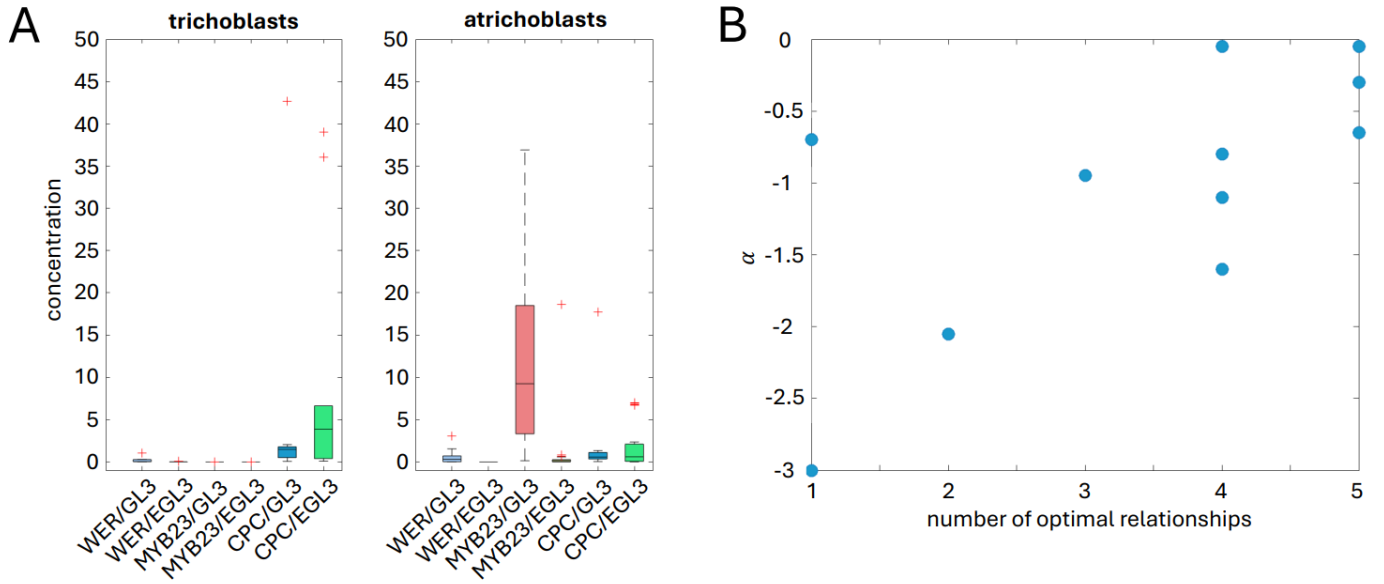 A
trichoblasts
atrichoblasts
concentration
50
45
40
35
30
25
20
15
10
5
0
WER/GL3
WER/EGL3
MYB23/GL3
MYB23/EGL3
CPC/GL3
CPC/EGL3
50
45
40
35
30
25
20
15
10
5
0
WER/GL3
WER/EGL3
MYB23/GL3
MYB23/EGL3
CPC/GL3
CPC/EGL3
B
α
0
-0.5
-1
-1.5
-2
-2.5
-3
1 2 3 4 5
number of optimal relationships